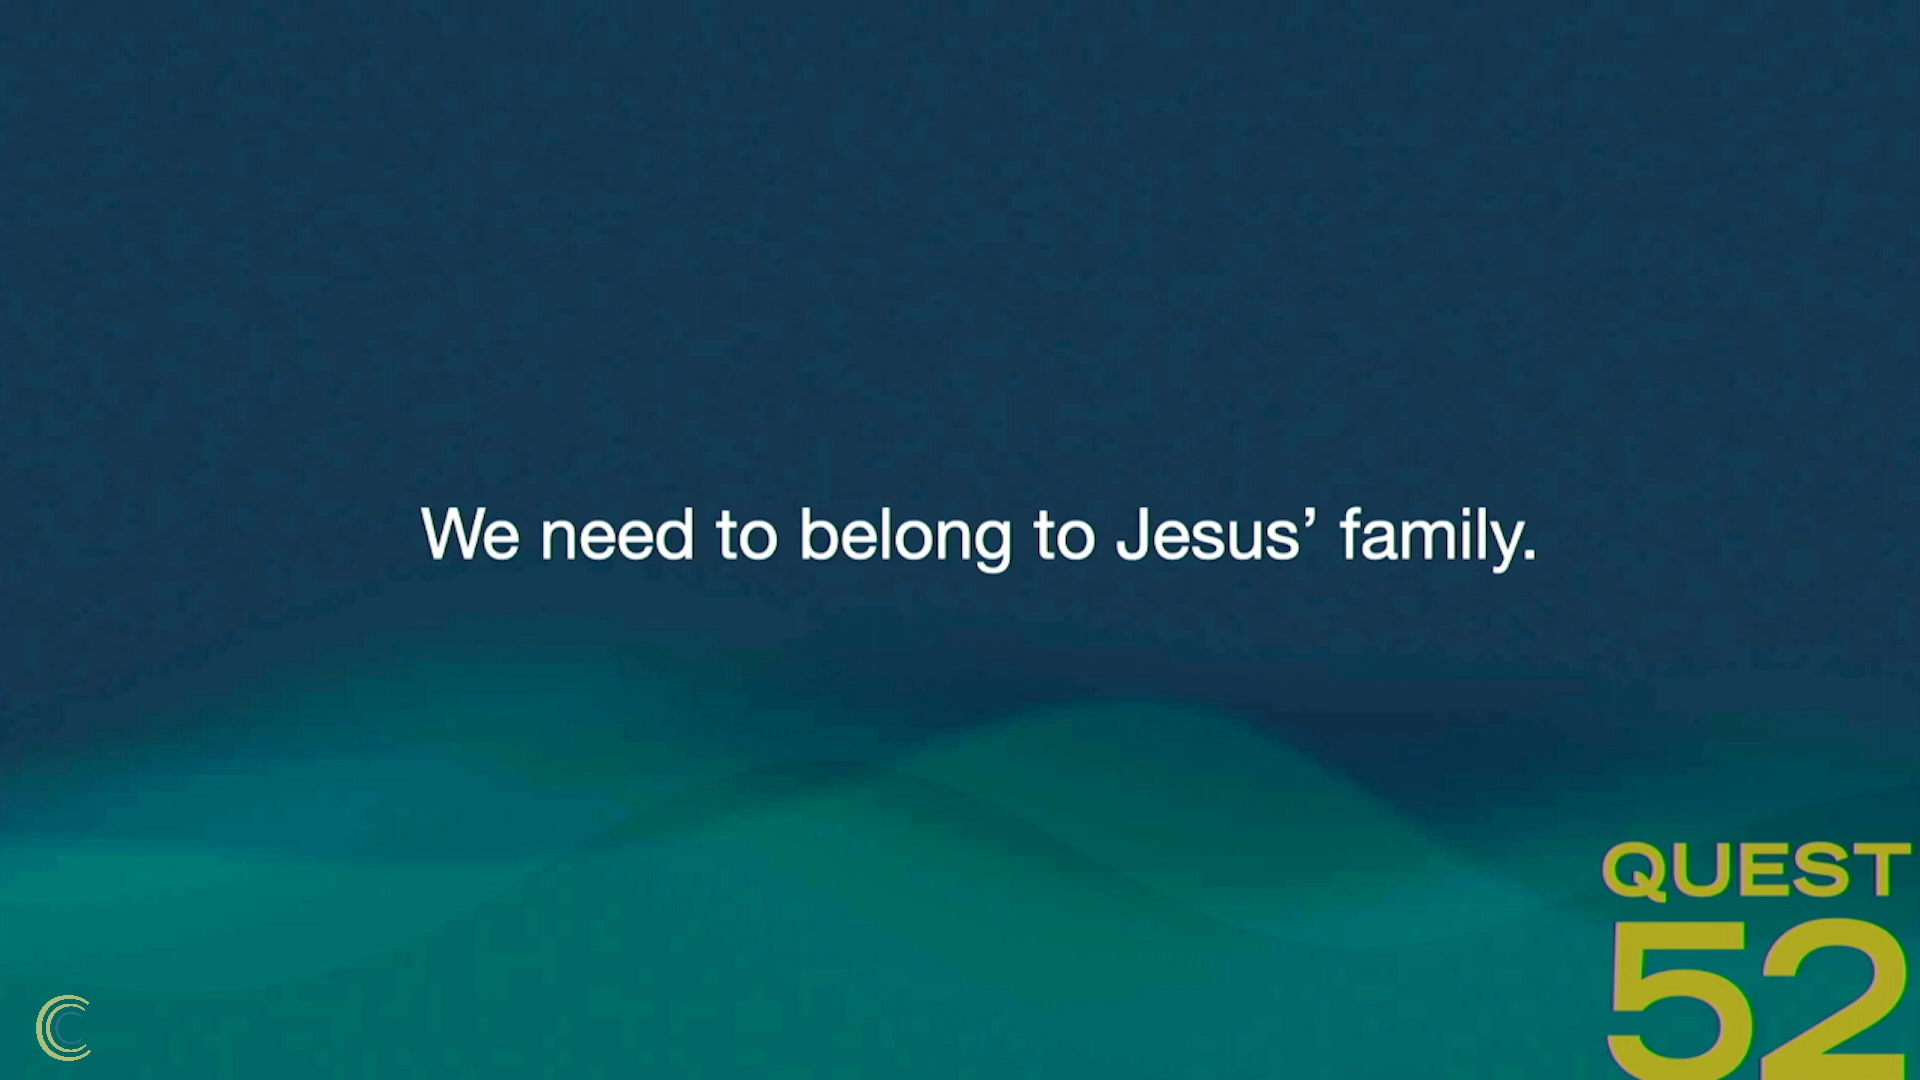 We need to belong to Jesus’ family.
QUEST
52